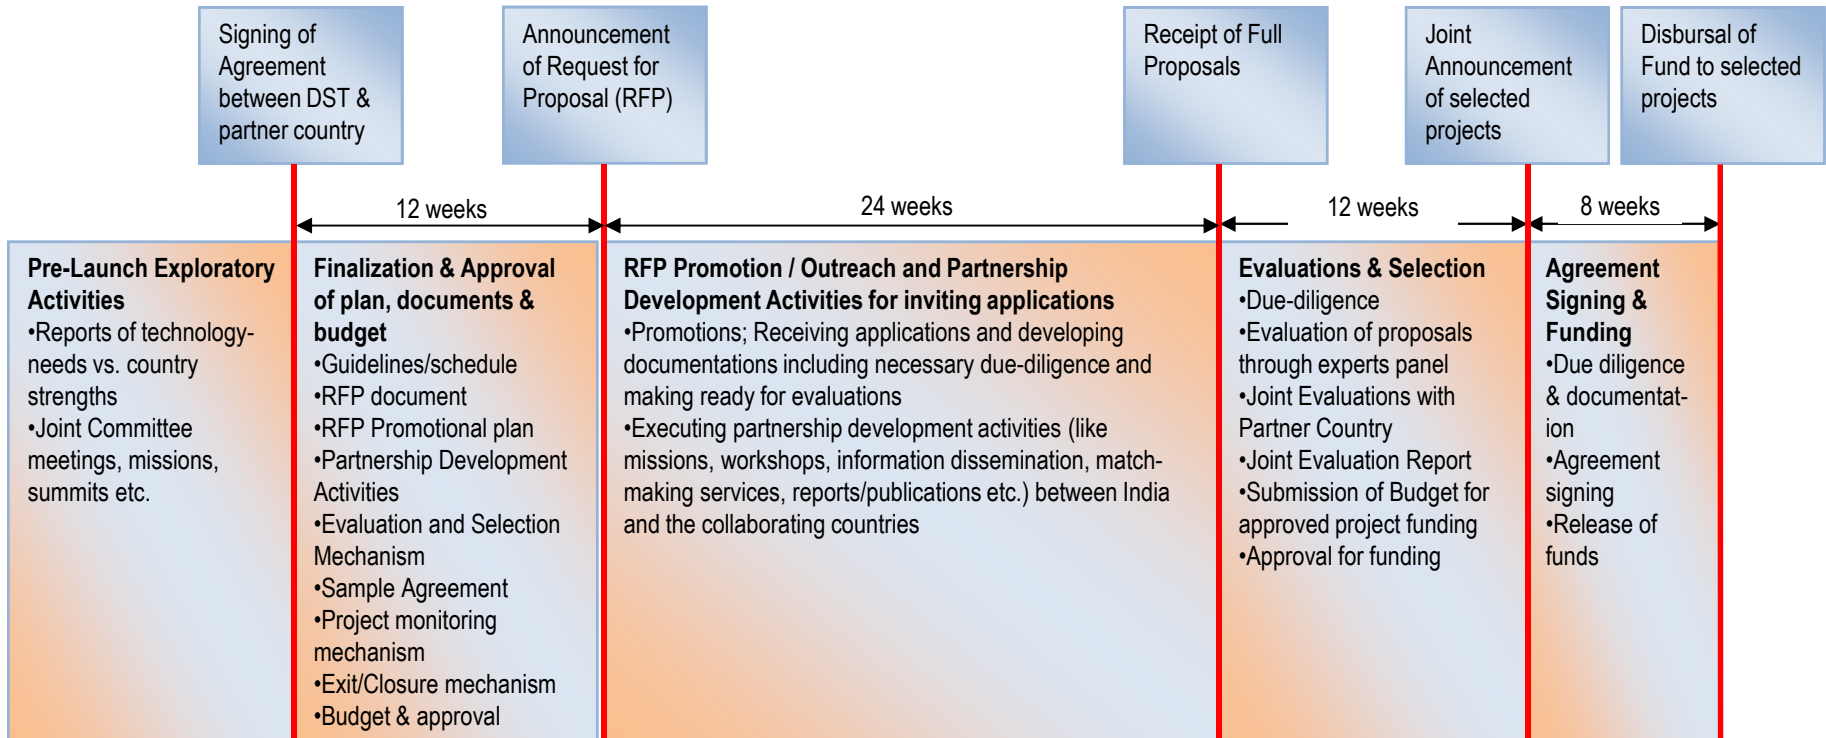 Signing of
Agreement
between DST &
partner country
Announcement
of Request for
Proposal (RFP)
Receipt of Full
Proposals
Joint
Announcement
of selected
projects
Disbursal of
Fund to selected
projects
12 weeks
24 weeks
12 weeks
8 weeks
Pre-Launch Exploratory
Activities
•Reports of technology-
needs vs. country
strengths
•Joint Committee
meetings, missions,
summits etc.
Finalization & Approval
of plan, documents &
budget
•Guidelines/schedule
•RFP document
•RFP Promotional plan
•Partnership Development
Activities
•Evaluation and Selection
Mechanism
•Sample Agreement
•Project monitoring
mechanism
•Exit/Closure mechanism
•Budget & approval
RFP Promotion / Outreach and Partnership
Development Activities for inviting applications
•Promotions; Receiving applications and developing
documentations including necessary due-diligence and
making ready for evaluations
•Executing partnership development activities (like
missions, workshops, information dissemination, match-
making services, reports/publications etc.) between India
and the collaborating countries
Evaluations & Selection
•Due-diligence
•Evaluation of proposals
through experts panel
•Joint Evaluations with
Partner Country
•Joint Evaluation Report
•Submission of Budget for
approved project funding
•Approval for funding
Agreement
Signing &
Funding
•Due diligence
& documentat-
ion
•Agreement
signing
•Release of
funds